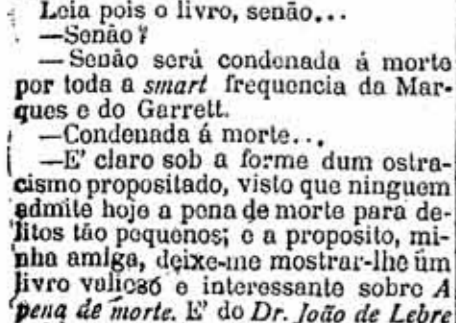 Leia pois o livro, senão...
—Senão?
—Senão será condenada á morte
por toda a smart frequencia da Mar-
ques e do Garrett.
—Condenada á morte...
—E' claro sob a forme dum ostra-
cismo propositado, visto que ninguem
admite hoje a pena de morte para de-
litos tão pequenos; e a proposito, mi-
nha amiga, deixe-me mostrar-lhe um
livro valioso e interessante sobre A
pena de morte. E' do Dr. João de Lebre